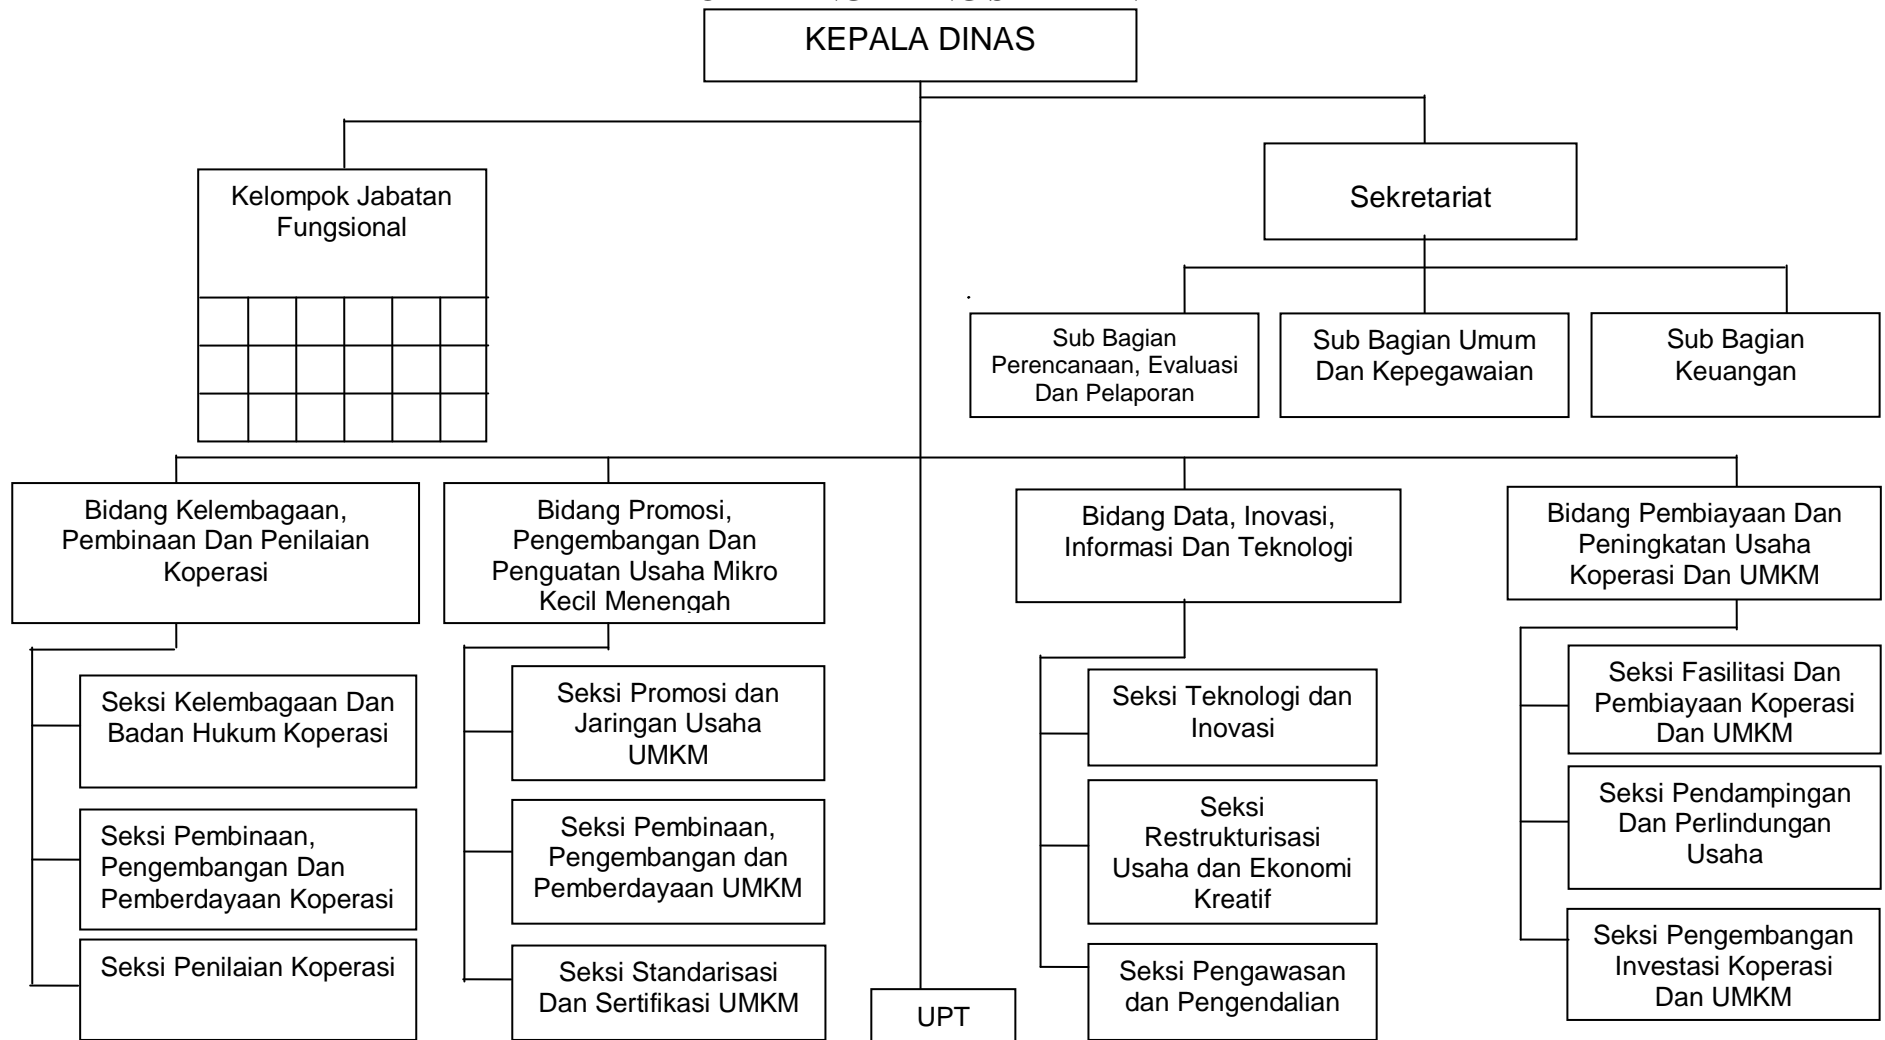 KEPALA DINAS
Kelompok Jabatan
Fungsional
Sekretariat
Sub Bagian
Perencanaan, Evaluasi
Dan Pelaporan
Sub Bagian Umum
Dan Kepegawaian
Sub Bagian
Keuangan
Bidang Kelembagaan,
Pembinaan Dan Penilaian
Koperasi
Bidang Promosi,
Pengembangan Dan
Penguatan Usaha Mikro
Kecil Menengah
Bidang Data, Inovasi,
Informasi Dan Teknologi
Bidang Pembiayaan Dan
Peningkatan Usaha
Koperasi Dan UMKM
Seksi Kelembagaan Dan
Badan Hukum Koperasi
Seksi Pembinaan,
Pengembangan Dan
Pemberdayaan Koperasi
Seksi Penilaian Koperasi
Seksi Promosi dan
Jaringan Usaha
UMKM
Seksi Pembinaan,
Pengembangan dan
Pemberdayaan UMKM
Seksi Standarisasi
Dan Sertifikasi UMKM
UPT
Seksi Teknologi dan
Inovasi
Seksi
Restrukturisasi
Usaha dan Ekonomi
Kreatif
Seksi Pengawasan
dan Pengendalian
Seksi Fasilitasi Dan
Pembiayaan Koperasi
Dan UMKM
Seksi Pendampingan
Dan Perlindungan
Usaha
Seksi Pengembangan
Investasi Koperasi
Dan UMKM